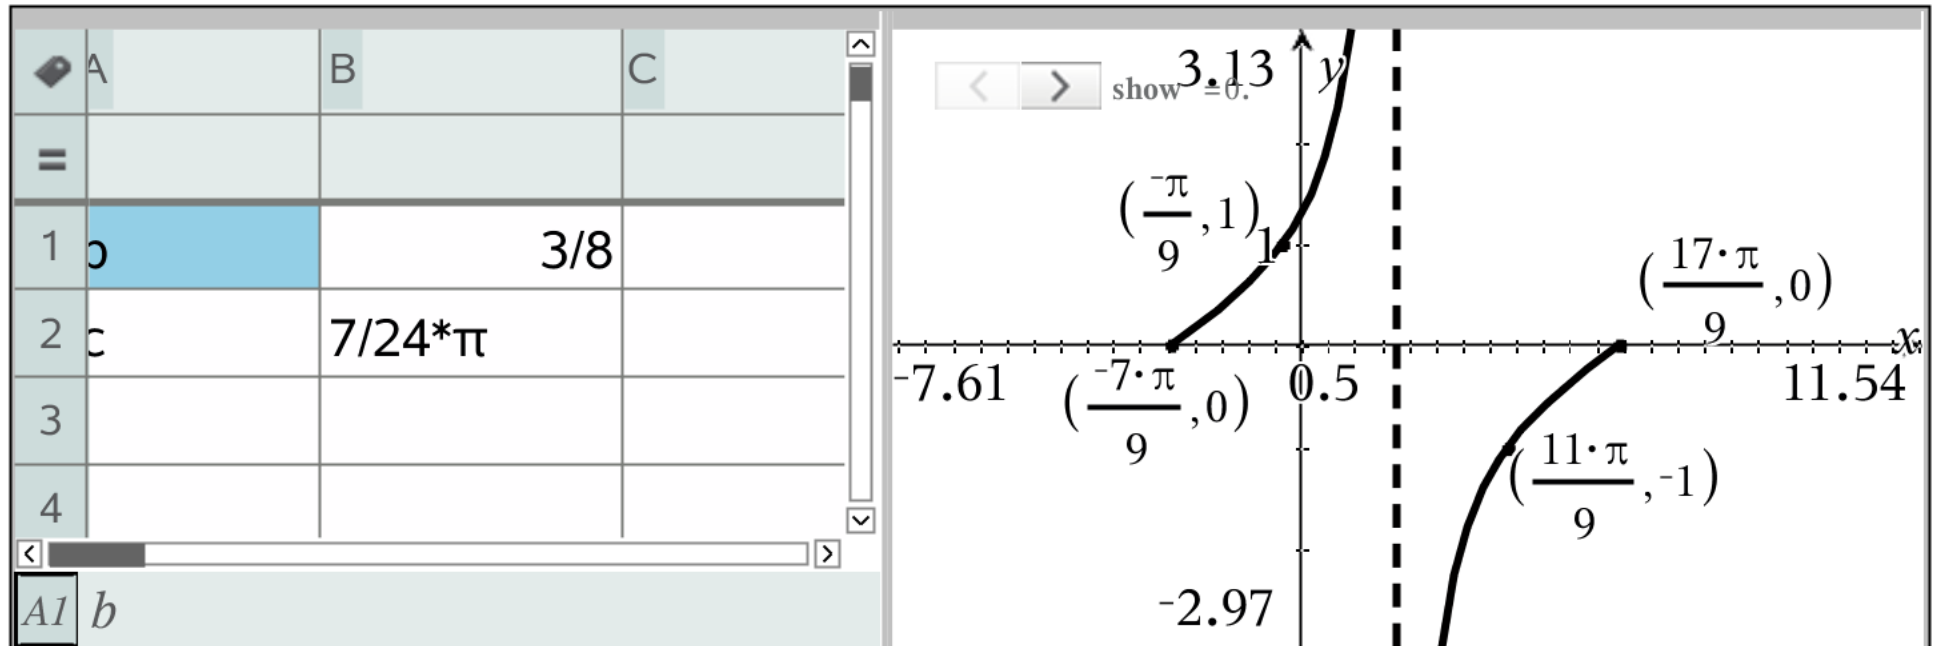 A B C
=
1 b 3/8
2 c 7/24*π
3
4
A1 b
3.13 y
show =0.
(⁻π/9, 1)
1
(17·π/9, 0)
x
⁻7.61 0.5 11.54
(⁻7·π/9, 0)
(11·π/9, ⁻1)
⁻2.97